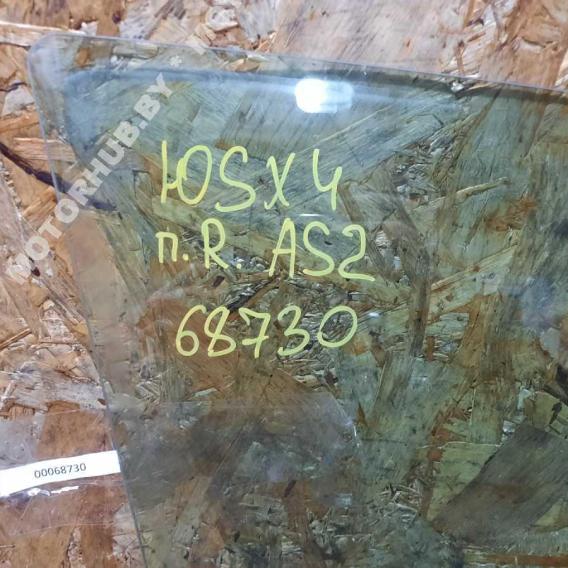 MOTORHUB.BY
ЮSX4
п.R. AS2
68730
00068730